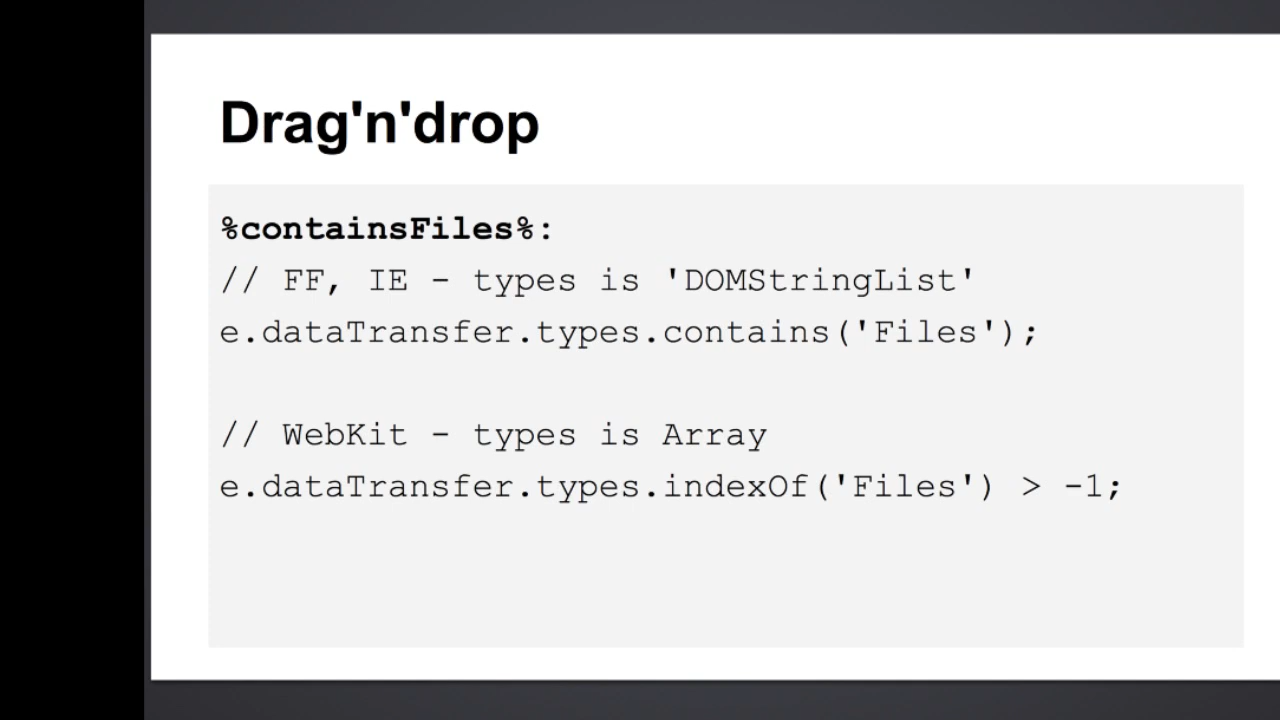 Drag'n'drop
%containsFiles%:
// FF, IE - types is 'DOMStringList'
e.dataTransfer.types.contains('Files');
// WebKit - types is Array
e.dataTransfer.types.indexOf('Files') > -1;